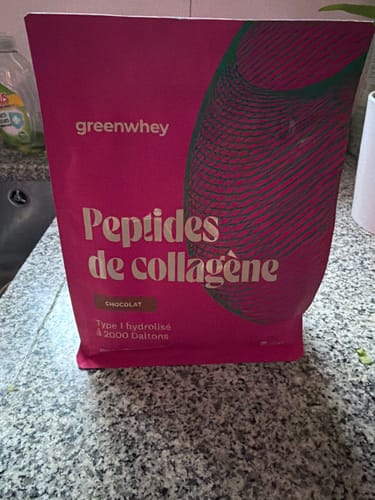 greenwhey
Peptides
de collagène
CHOCOLAT
Type I hydrolisé
à 2000 Daltons